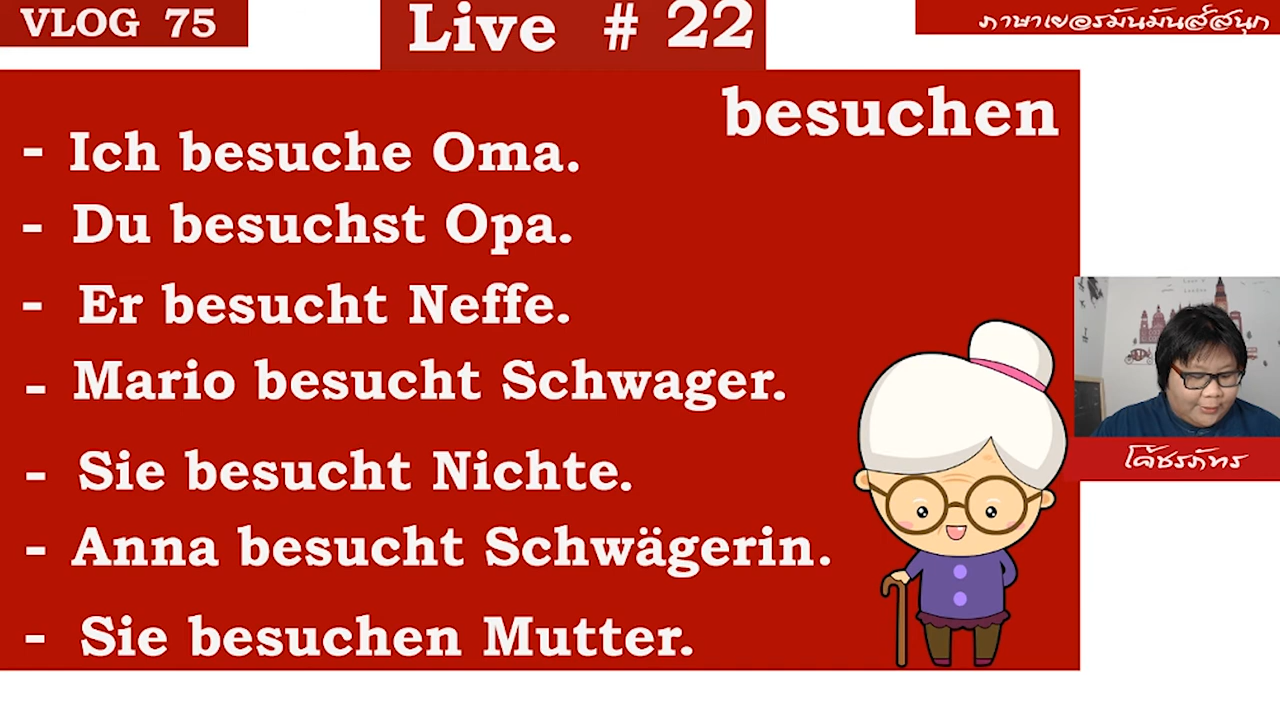 VLOG 75
Live # 22
ภาษาเยอรมันมันส์สนุก
besuchen
- Ich besuche Oma.
- Du besuchst Opa.
- Er besucht Neffe.
- Mario besucht Schwager.
- Sie besucht Nichte.
- Anna besucht Schwägerin.
- Sie besuchen Mutter.
โค้ชรภัทร